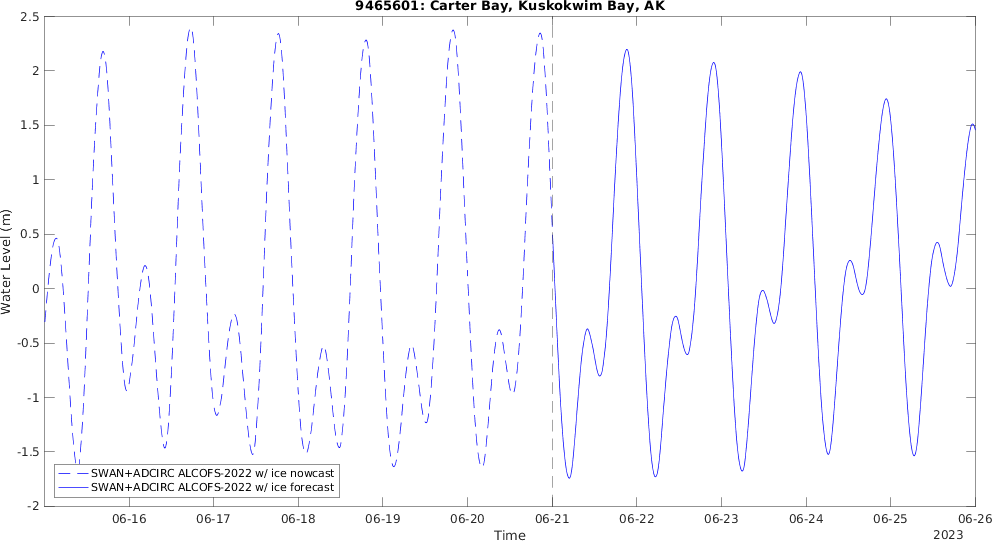 9465601: Carter Bay, Kuskokwim Bay, AK
2.5
2
1.5
1
0.5
0
-0.5
-1
-1.5
-2
Water Level (m)
SWAN+ADCIRC ALCOFS-2022 w/ ice nowcast
SWAN+ADCIRC ALCOFS-2022 w/ ice forecast
06-16 06-17 06-18 06-19 06-20 06-21 06-22 06-23 06-24 06-25 06-26
Time
2023